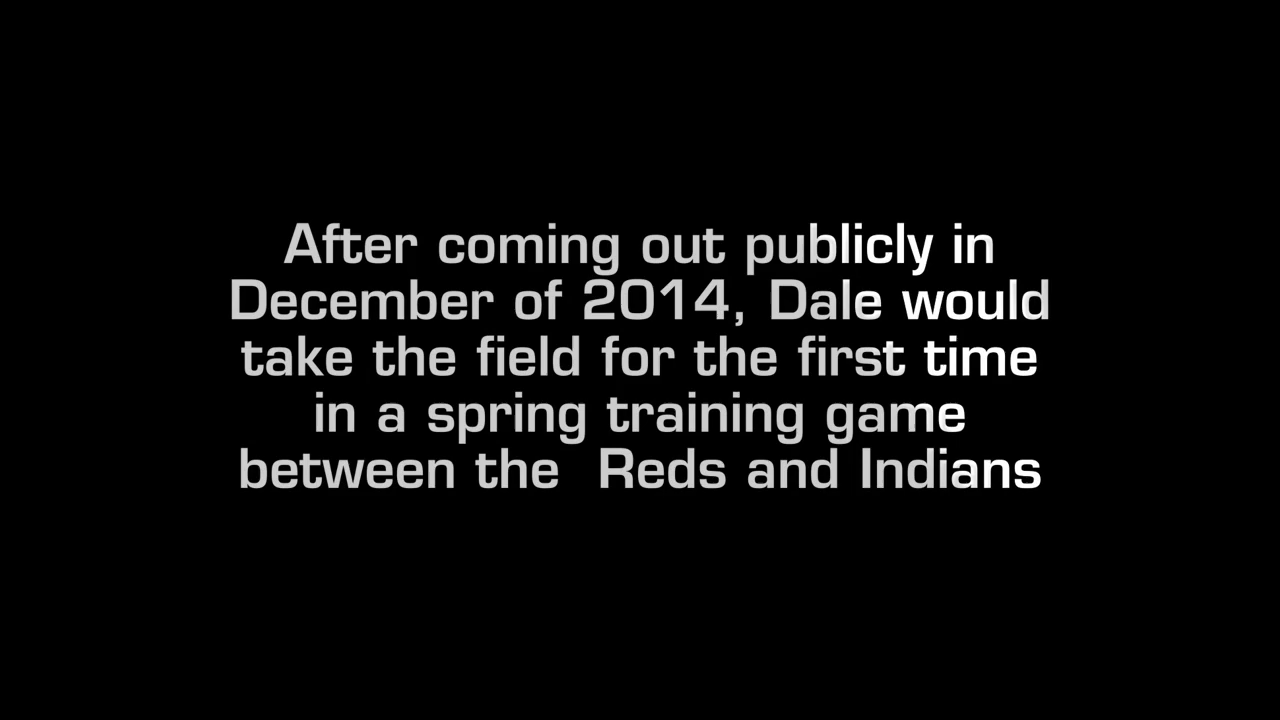 After coming out publicly in
December of 2014, Dale would
take the field for the first time
in a spring training game
between the  Reds and Indians